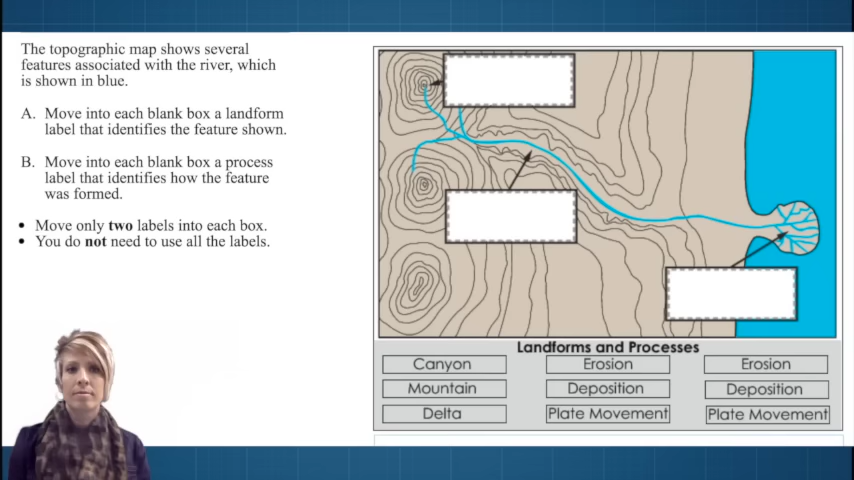 The topographic map shows several
features associated with the river, which
is shown in blue.
A. Move into each blank box a landform
label that identifies the feature shown.
B. Move into each blank box a process
label that identifies how the feature
was formed.
• Move only two labels into each box.
• You do not need to use all the labels.
Landforms and Processes
Canyon Erosion Erosion
Mountain Deposition Deposition
Delta Plate Movement Plate Movement